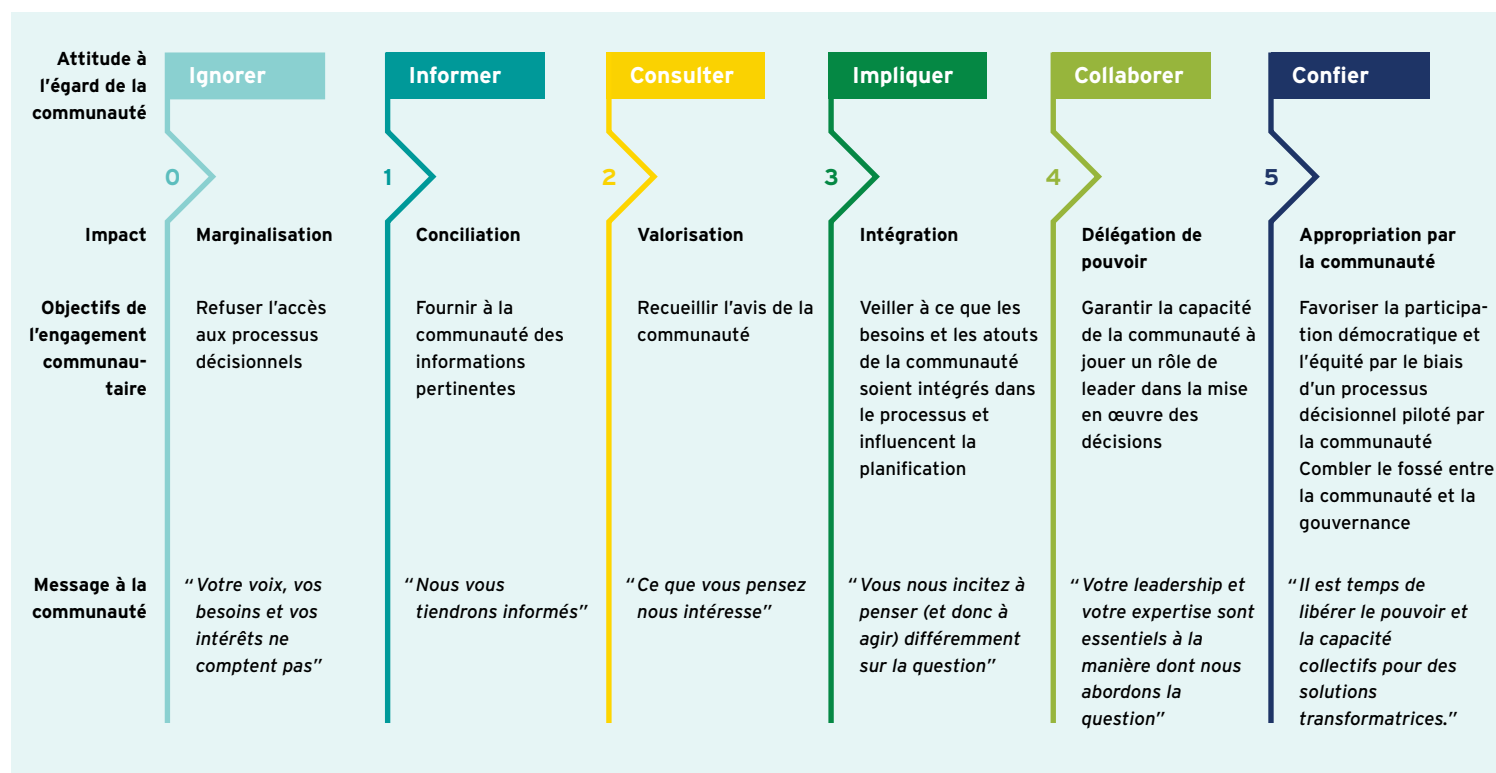 Attitude à
l'égard de la
communauté
Ignorer
Informer
Consulter
Impliquer
Collaborer
Confier
0
1
2
3
4
5
Impact
Marginalisation
Conciliation
Valorisation
Intégration
Délégation de
pouvoir
Appropriation par
la communauté
Objectifs de
l'engagement
communau-
taire
Refuser l'accès
aux processus
décisionnels
Fournir à la
communauté des
informations
pertinentes
Recueillir l'avis de la
communauté
Veiller à ce que les
besoins et les atouts
de la communauté
soient intégrés dans
le processus et
influencent la
planification
Garantir la capacité
de la communauté à
jouer un rôle de
leader dans la mise
en œuvre des
décisions
Favoriser la participa-
tion démocratique et
l'équité par le biais
d'un processus
décisionnel piloté par
la communauté
Combler le fossé entre
la communauté et la
gouvernance
Message à la
communauté
“Votre voix, vos
besoins et vos
intérêts ne
comptent pas”
“Nous vous
tiendrons informés”
“Ce que vous pensez
nous intéresse”
“Vous nous incitez à
penser (et donc à
agir) différemment
sur la question”
“Votre leadership et
votre expertise sont
essentiels à la
manière dont nous
abordons la
question”
“Il est temps de
libérer le pouvoir et
la capacité
collectifs pour des
solutions
transformatrices.”